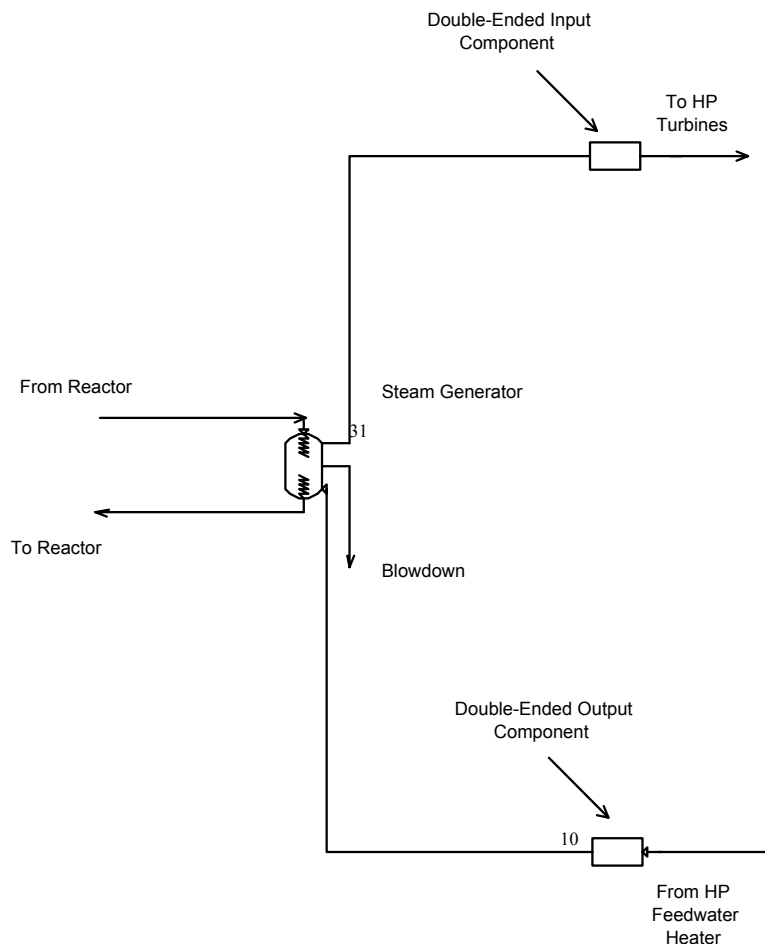 Double-Ended Input
Component
To HP
Turbines
From Reactor
Steam Generator
31
To Reactor
Blowdown
Double-Ended Output
Component
10
From HP
Feedwater
Heater